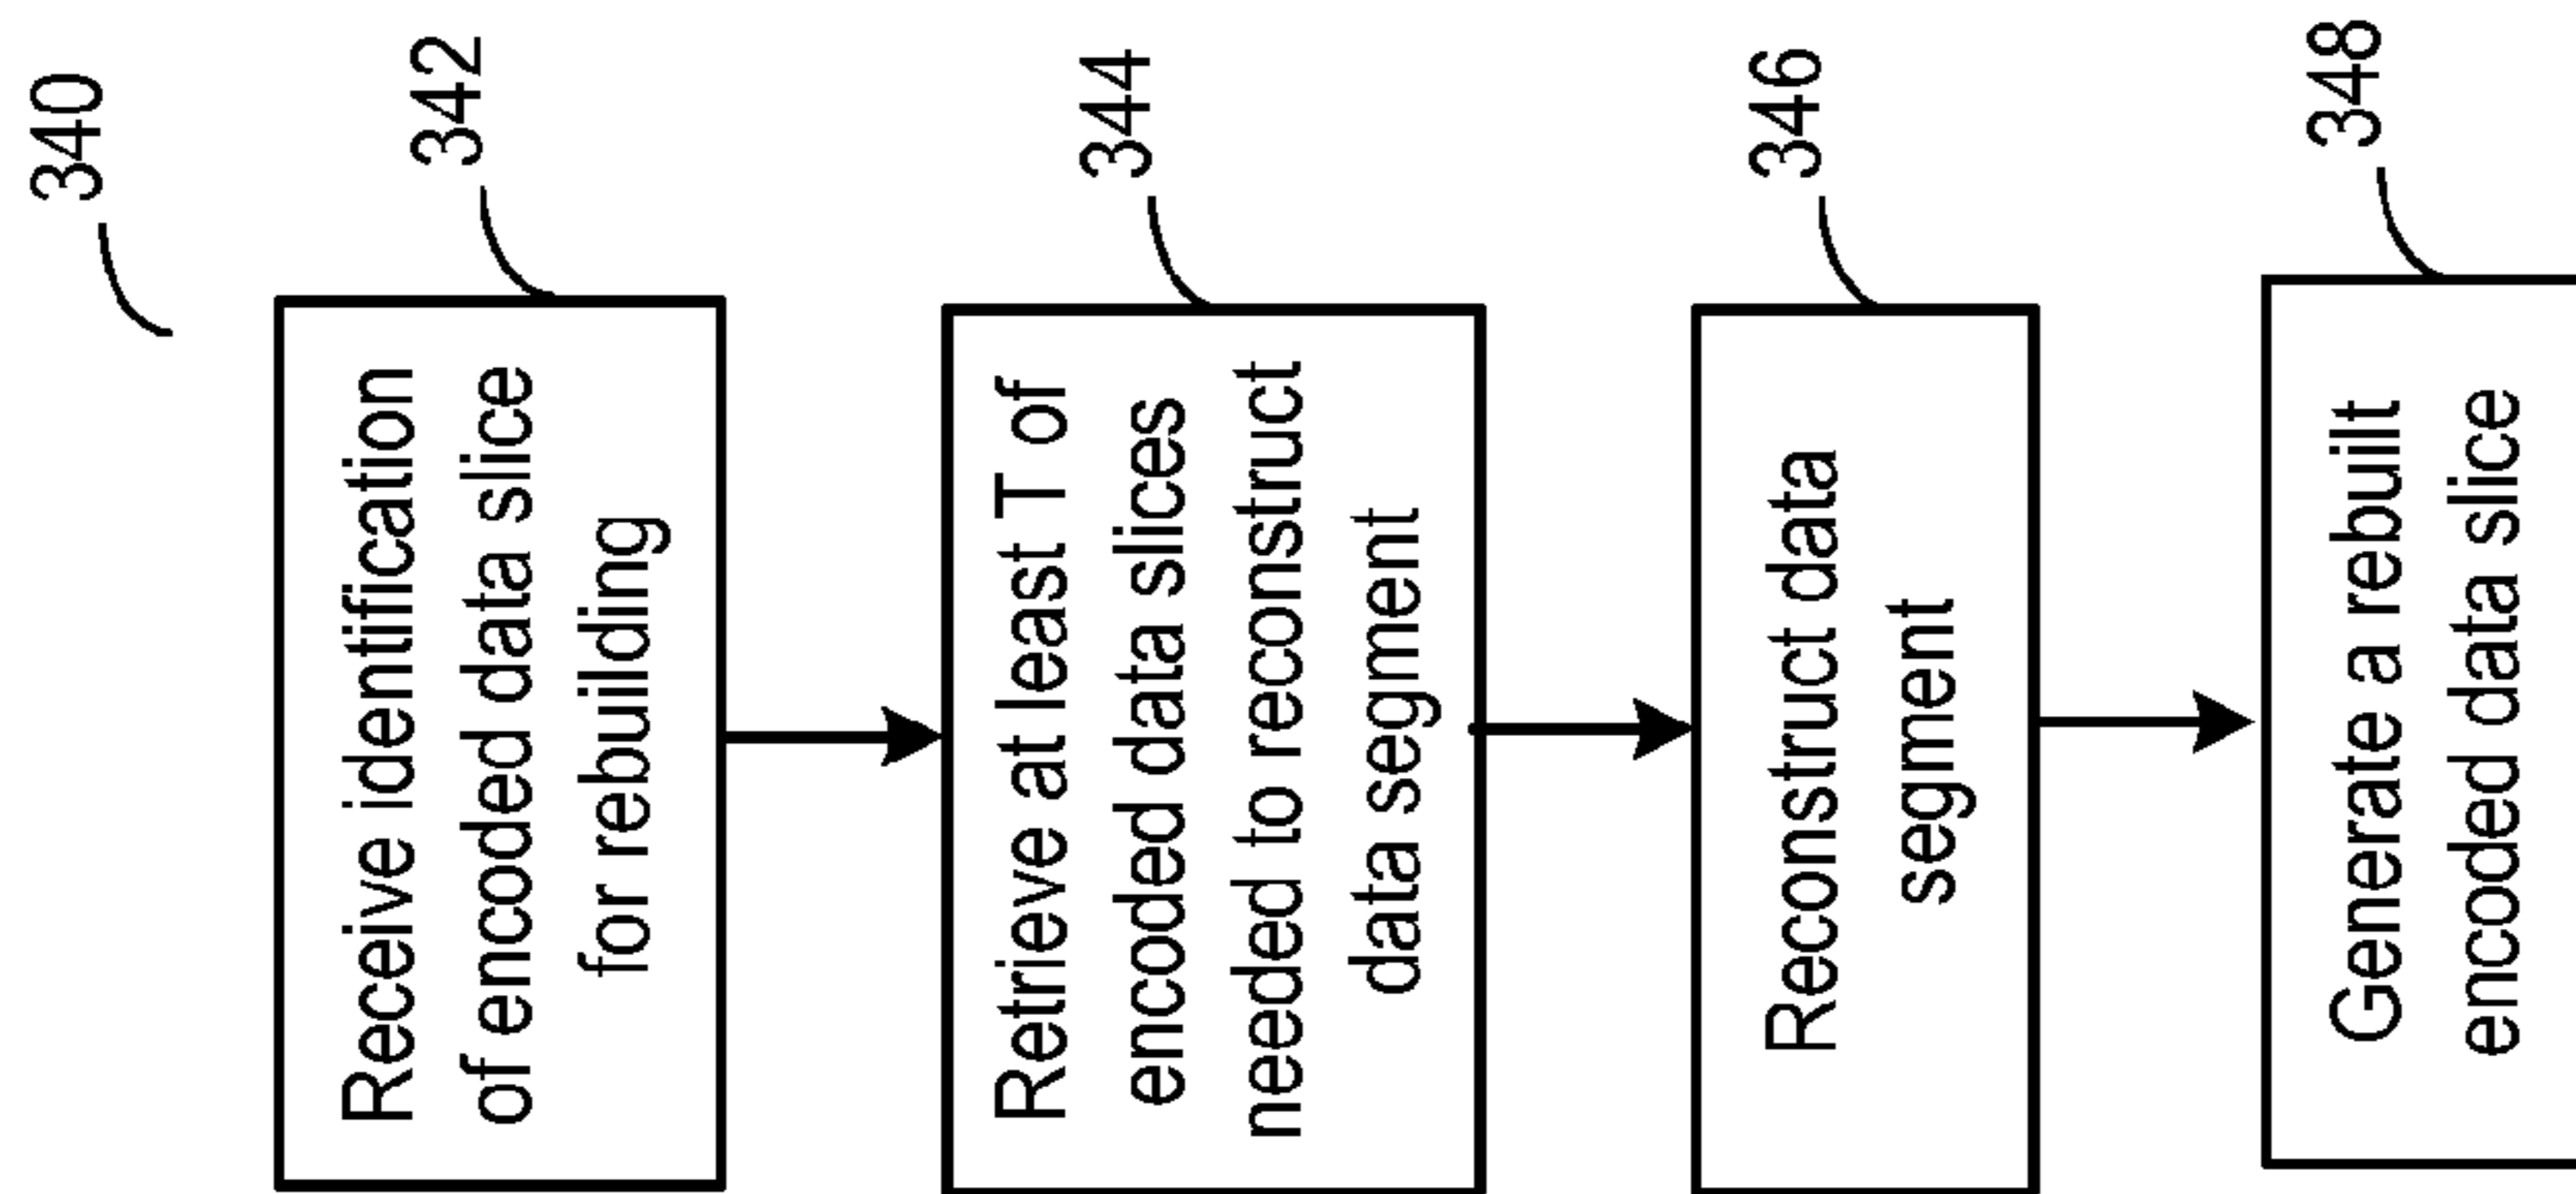 340
342
Receive identification
of encoded data slice
for rebuilding
344
Retrieve at least T of
encoded data slices
needed to reconstruct
data segment
346
Reconstruct data
segment
348
Generate a rebuilt
encoded data slice